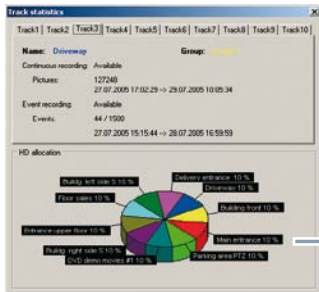 Track statistics
Track1 Track2 Track3 Track4 Track5 Track6 Track7 Track8 Track9 Track10
Name: Driveway Group:
Continuous recording: Available
Pictures: 127248
27.07.2005 17:02:29 -> 29.07.2005 10:05:34
Event recording: Available
Events: 44 / 1500
27.07.2005 15:15:44 -> 28.07.2005 16:59:59
HD allocation
Buildg. left side 5 10 % Delivery entrance 10 %
Floor sales 10 % Driveway 10 %
Building front 10 %
Entrance upper floor 10 % Main entrance 10 %
Buildg. right side 5 10 % Parking area PTZ 10 %
DVD demo movies #1 10 %